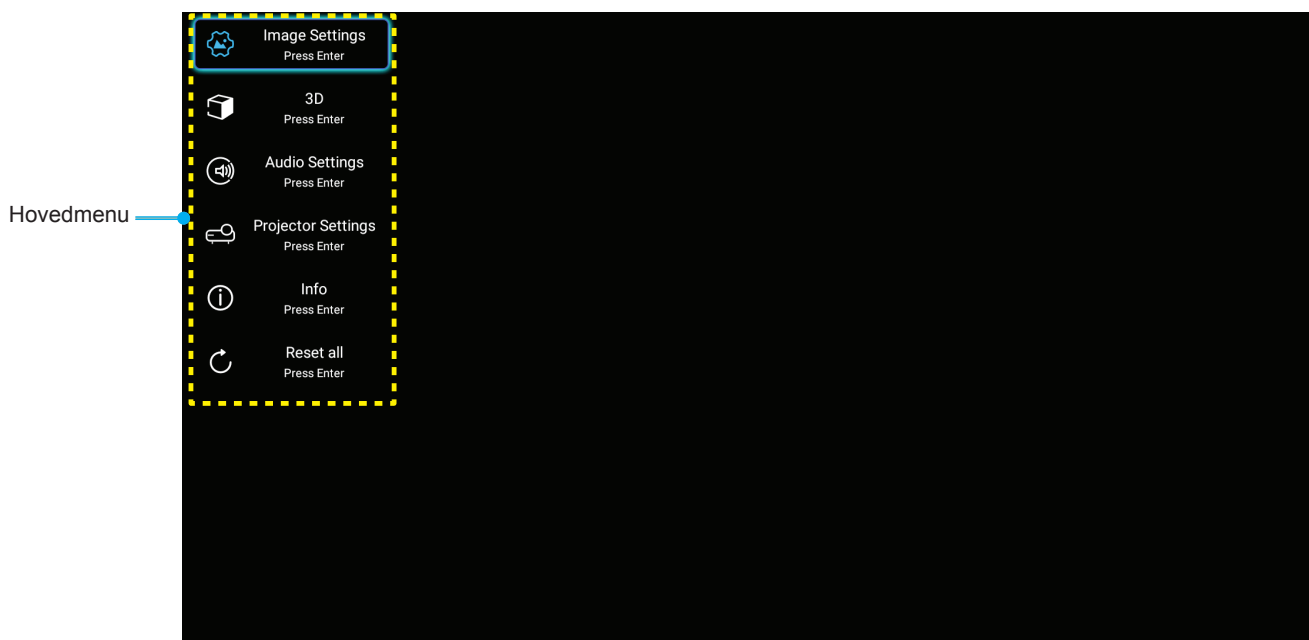 Image Settings
Press Enter
3D
Press Enter
Audio Settings
Press Enter
Hovedmenu
Projector Settings
Press Enter
Info
Press Enter
Reset all
Press Enter